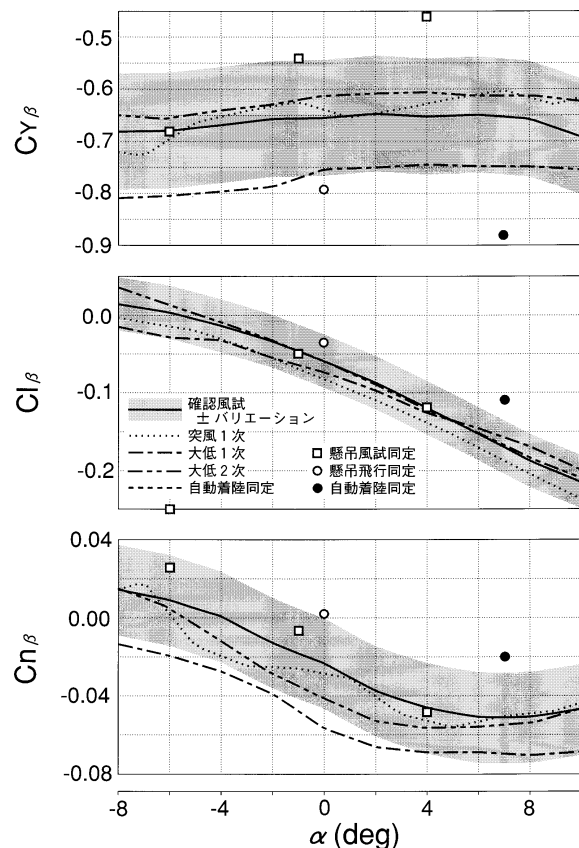 -0.5
-0.6
-0.7
-0.8
-0.9
CYβ
0.0
-0.1
-0.2
Clβ
確認風試
±バリエーション
突風1次
大低1次
大低2次
自動着陸同定
懸吊風試同定
懸吊飛行同定
自動着陸同定
0.04
0.00
-0.04
-0.08
Cnβ
-8
-4
0
4
8
α (deg)